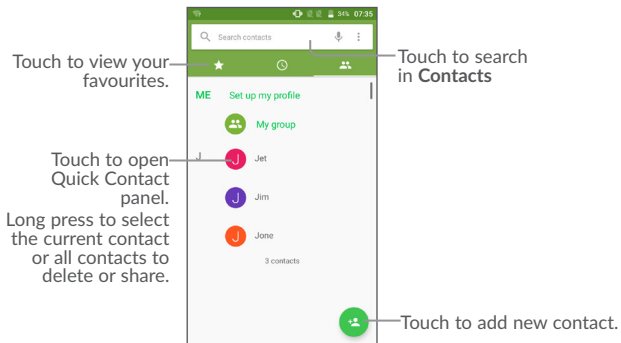 34% 07:35
Search contacts
Touch to view your
favourites.
Touch to search
in Contacts
ME Set up my profile
My group
Touch to open
Quick Contact
panel.
Long press to select
the current contact
or all contacts to
delete or share.
J J Jet
J Jim
J Jone
3 contacts
Touch to add new contact.